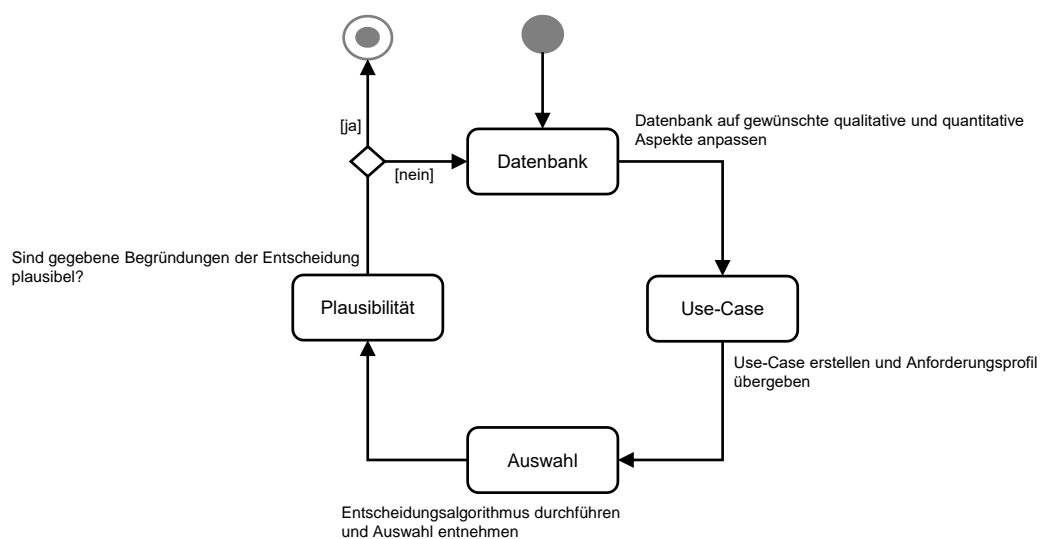 [ja]
[nein]
Datenbank
Datenbank auf gewünschte qualitative und quantitative
Aspekte anpassen
Sind gegebene Begründungen der Entscheidung
plausibel?
Plausibilität
Use-Case
Use-Case erstellen und Anforderungsprofil
übergeben
Auswahl
Entscheidungsalgorithmus durchführen
und Auswahl entnehmen